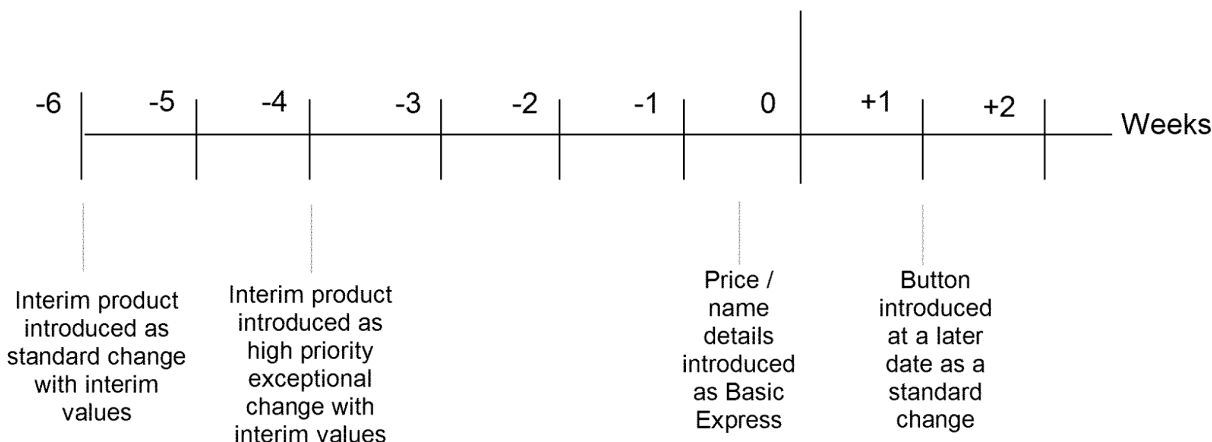 -6 -5 -4 -3 -2 -1 0 +1 +2 Weeks
Interim product
introduced as
standard change
with interim
values
Interim product
introduced as
high priority
exceptional
change with
interim values
Price /
name
details
introduced
as Basic
Express
Button
introduced
at a later
date as a
standard
change